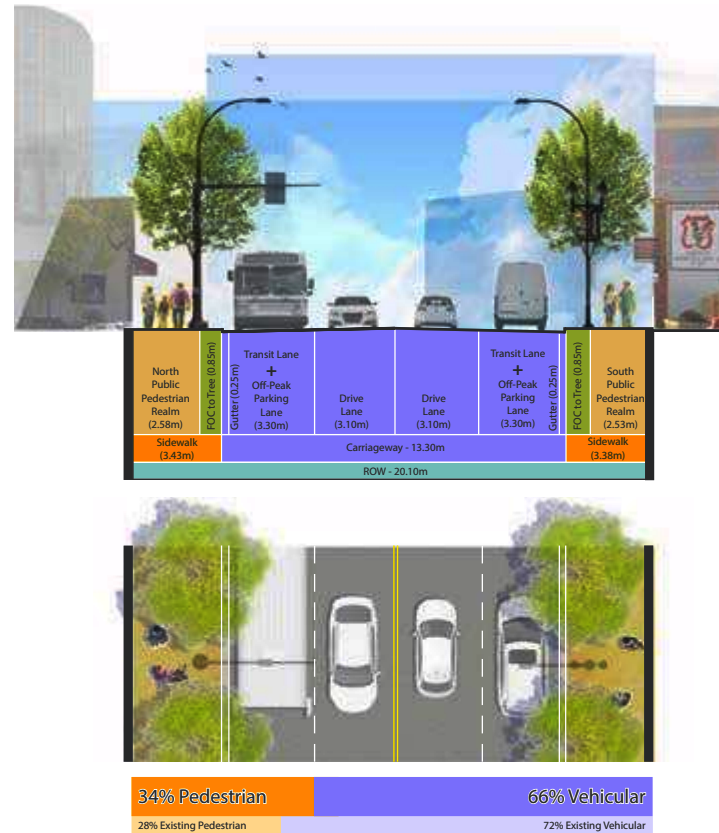 North
Public
Pedestrian
Realm
(2.58m)
FOC to Tree (0.85m)
Gutter (0.25m)
Transit Lane
+
Off-Peak
Parking
Lane
(3.30m)
Drive
Lane
(3.10m)
Drive
Lane
(3.10m)
Transit Lane
+
Off-Peak
Parking
Lane
(3.30m)
Gutter (0.25m)
FOC to Tree (0.85m)
South
Public
Pedestrian
Realm
(2.53m)
Sidewalk
(3.43m)
Carriageway - 13.30m
Sidewalk
(3.38m)
ROW - 20.10m
34% Pedestrian
66% Vehicular
28% Existing Pedestrian
72% Existing Vehicular